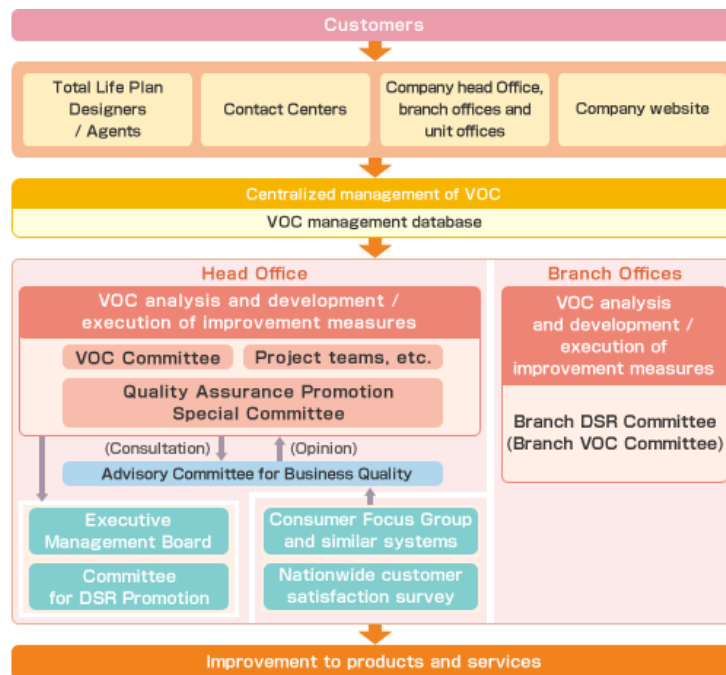 Customers
Total Life Plan
Designers
/ Agents
Contact Centers
Company head Office,
branch offices and
unit offices
Company website
Centralized management of VOC
VOC management database
Head Office
VOC analysis and development /
execution of improvement measures
VOC Committee
Project teams, etc.
Quality Assurance Promotion
Special Committee
(Consultation)
(Opinion)
Advisory Committee for Business Quality
Executive
Management Board
Committee
for DSR Promotion
Consumer Focus Group
and similar systems
Nationwide customer
satisfaction survey
Branch Offices
VOC analysis
and development /
execution of
improvement measures
Branch DSR Committee
(Branch VOC Committee)
Improvement to products and services